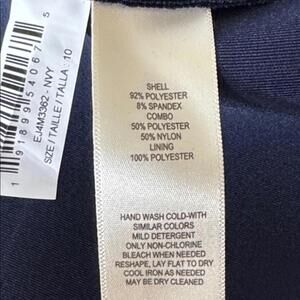 SHELL
92% POLYESTER
8% SPANDEX
COMBO
50% POLYESTER
50% NYLON
LINING
100% POLYESTER
HAND WASH COLD-WITH
SIMILAR COLORS
MILD DETERGENT
ONLY NON-CHLORINE
BLEACH WHEN NEEDED
RESHAPE, LAY FLAT TO DRY
COOL IRON AS NEEDED
MAY BE DRY CLEANED
EJ4M3362 - NVY
SIZE / TAILLE / TALLA : 10